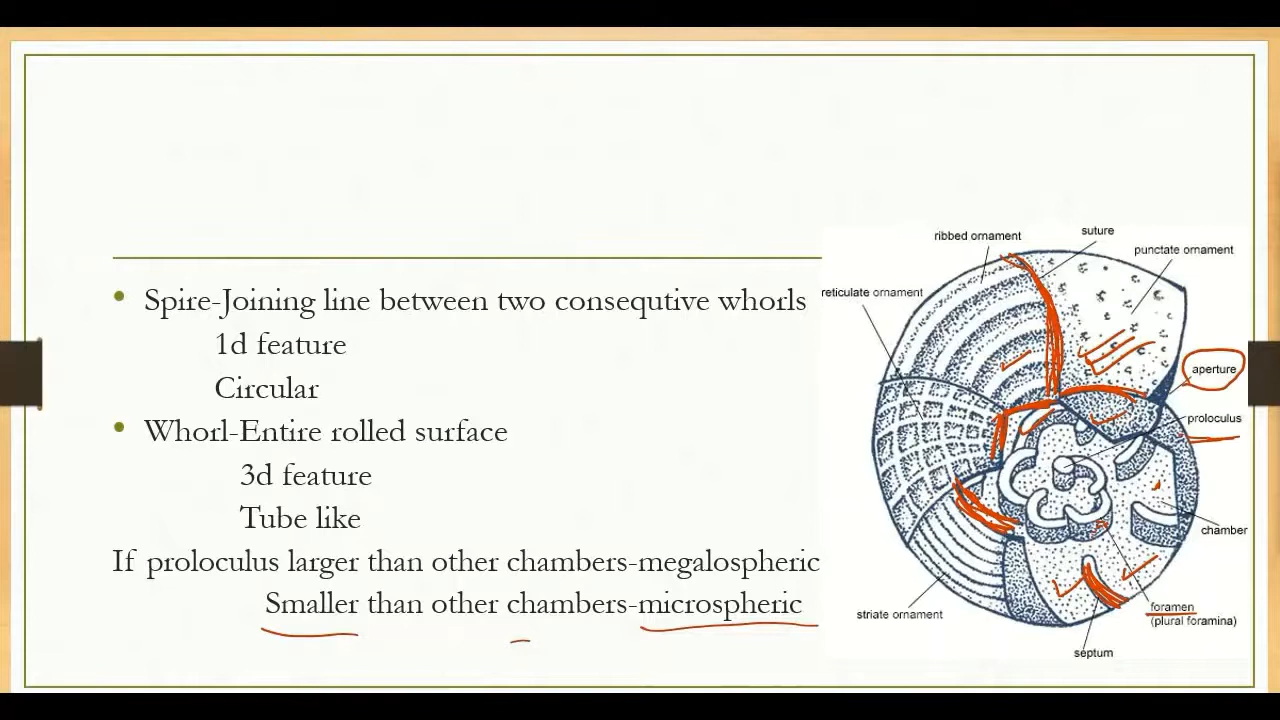 • Spire-Joining line between two consequtive whorls
1d feature
Circular
• Whorl-Entire rolled surface
3d feature
Tube like
If proloculus larger than other chambers-megalospheric
Smaller than other chambers-microspheric
ribbed ornament
suture
punctate ornament
reticulate ornament
aperture
proloculus
chamber
foramen
(plural foramina)
striate ornament
septum